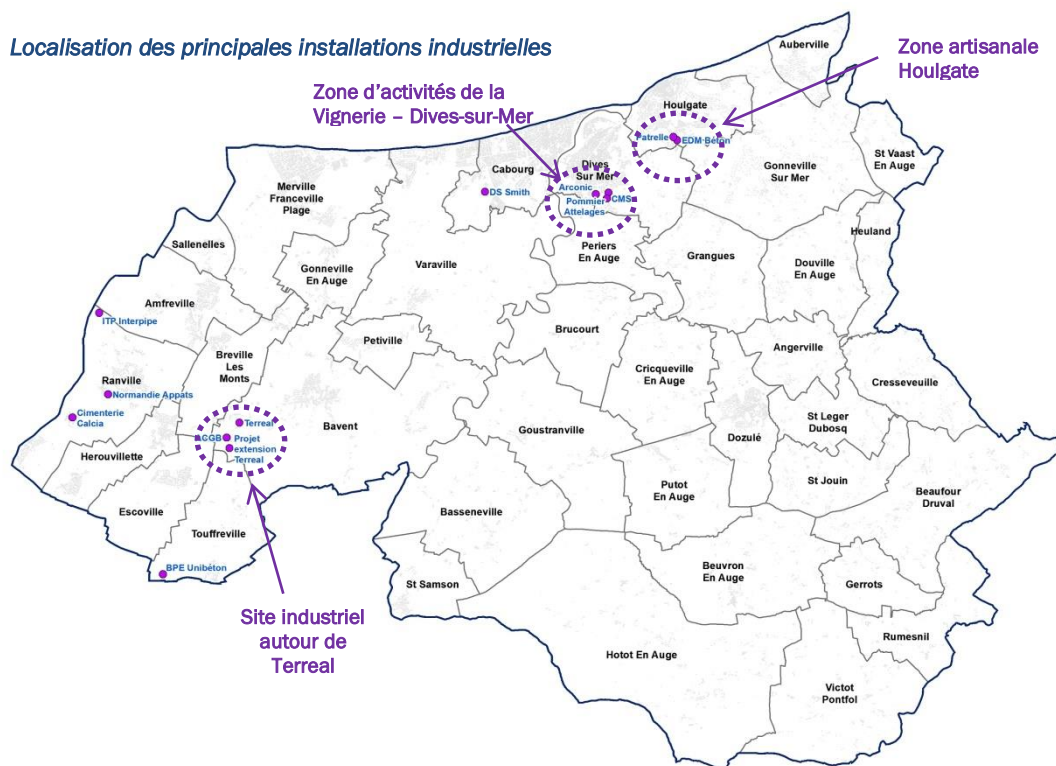 Localisation des principales installations industrielles
Zone artisanale
Houlgate
Zone d'activités de la
Vignerie – Dives-sur-Mer
Auberville
Houlgate
Patrelle
EDM Béton
St Vaast
En Auge
Gonneville
Sur Mer
Cabourg
Dives
Sur Mer
DS Smith
Arconic
CMS
Pommier
Attelages
Merville
Franceville
Plage
Heuland
Sallenelles
Periers
En Auge
Grangues
Douville
En Auge
Gonneville
En Auge
Varaville
Amfreville
ITP Interpipe
Brucourt
Petiville
Angerville
Breville
Les
Monts
Cricqueville
En Auge
Cresseveuille
Ranville
Normandie Appats
Cimenterie
Calcia
St Leger
Dubosq
Terreal
Bavent
Goustranville
Dozulé
ACGB
Projet
extension
Terreal
Herouvillette
St Jouin
Putot
En Auge
Beaufour
Druval
Escoville
Basseneville
Touffreville
BPE Unibéton
Beuvron
En Auge
St Samson
Gerrots
Site industriel
autour de
Terreal
Rumesnil
Hotot En Auge
Victot
Pontfol